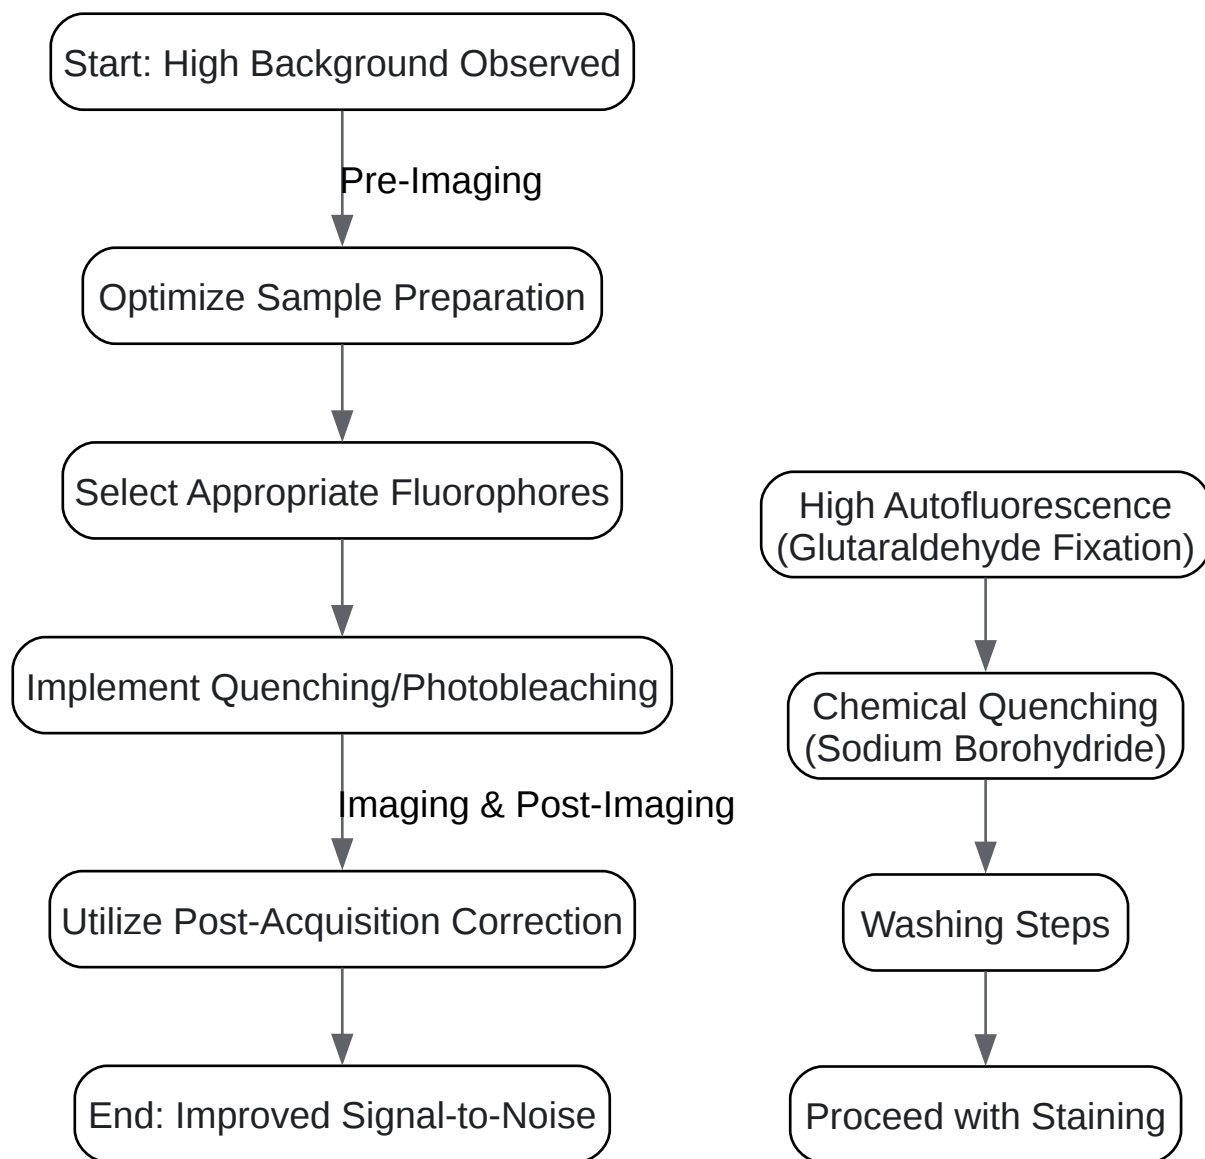 Start: High Background Observed
Pre-Imaging
Optimize Sample Preparation
Select Appropriate Fluorophores
Implement Quenching/Photobleaching
Imaging & Post-Imaging
Utilize Post-Acquisition Correction
End: Improved Signal-to-Noise
High Autofluorescence
(Glutaraldehyde Fixation)
Chemical Quenching
(Sodium Borohydride)
Washing Steps
Proceed with Staining